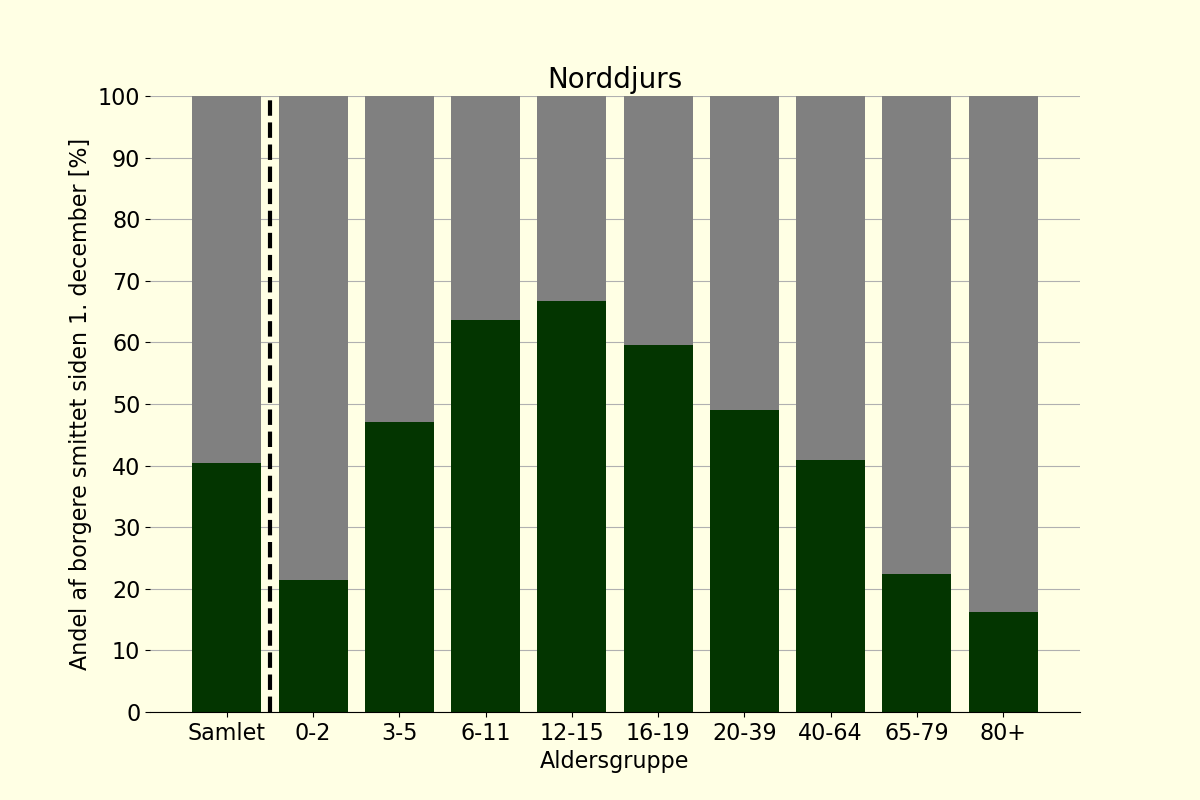 Norddjurs
Andel af borgere smittet siden 1. december [%]
100
90
80
70
60
50
40
30
20
10
0
Samlet 0-2 3-5 6-11 12-15 16-19 20-39 40-64 65-79 80+
Aldersgruppe